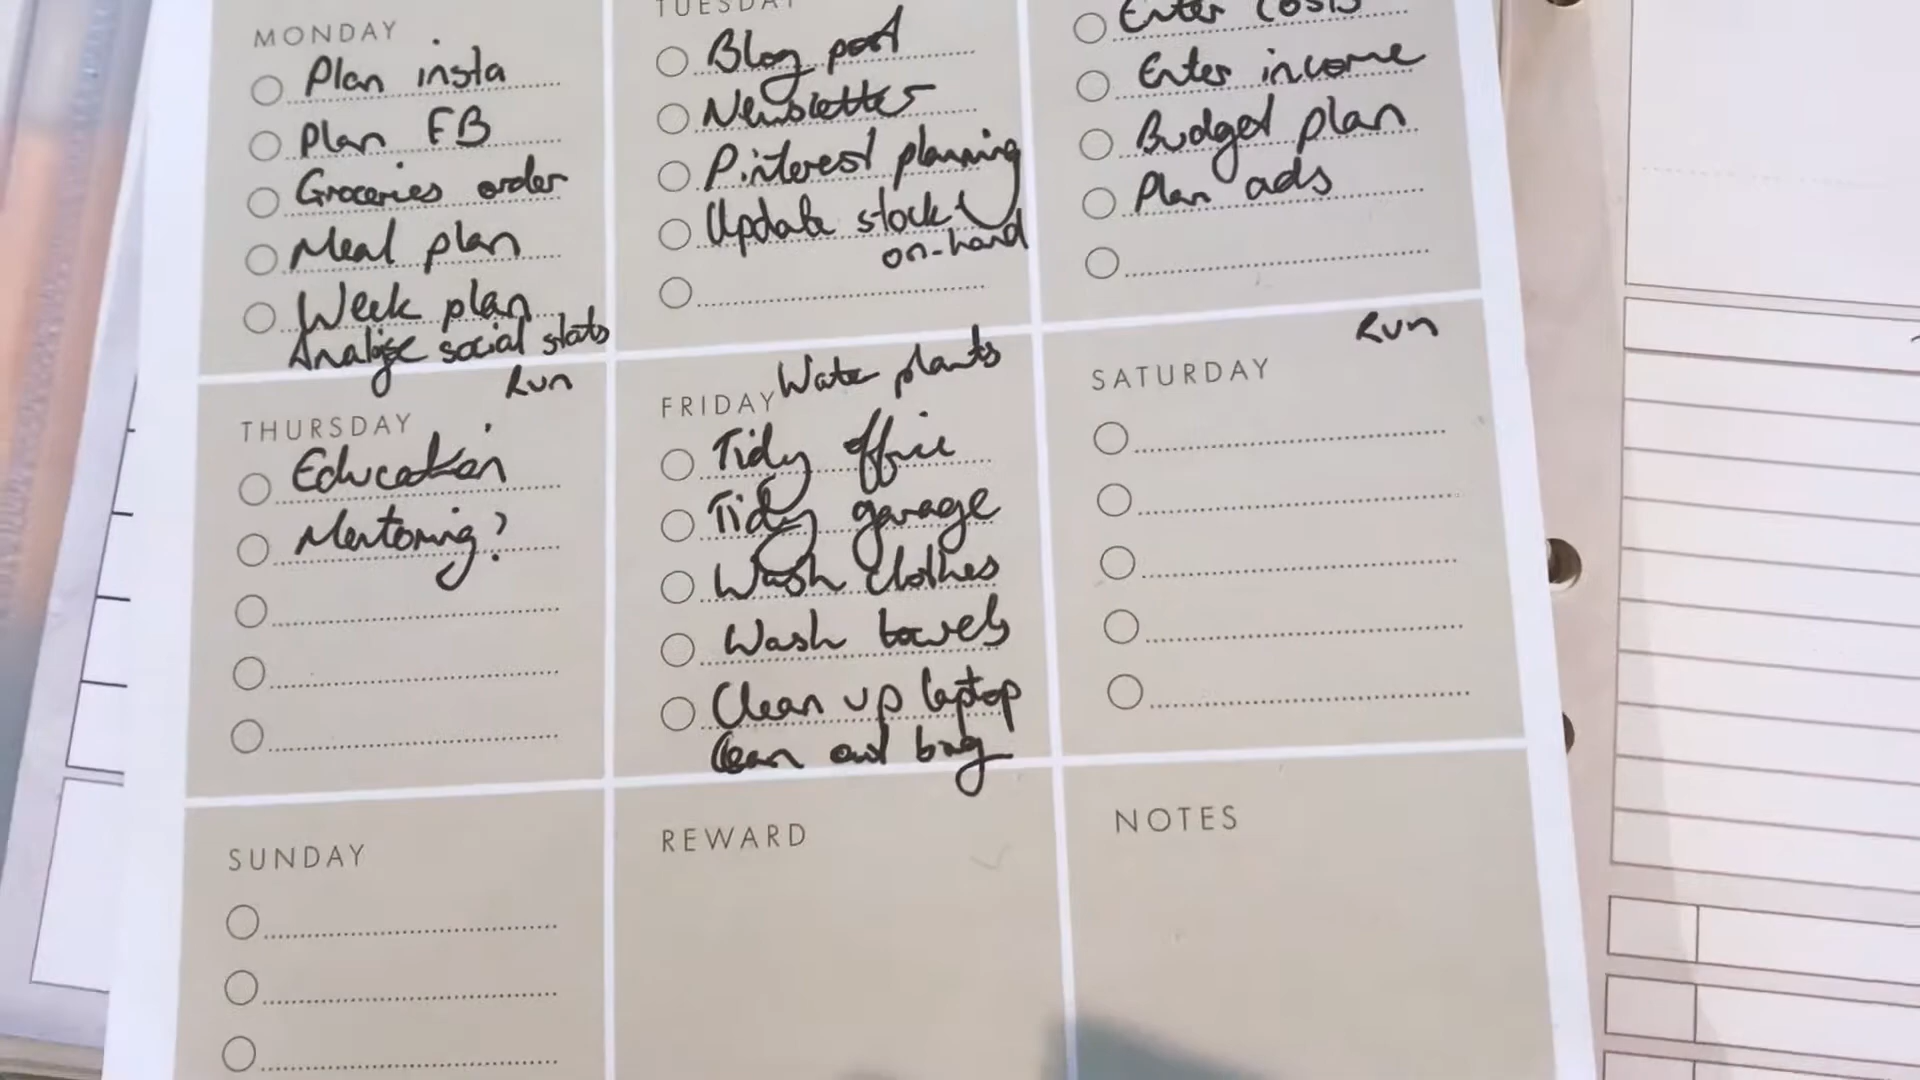 MONDAY
Plan insta
Plan FB
Groceries order
Meal plan
Week plan
Analyse social stats
TUESDAY
Blog post
Newsletter
Pinterest planning
Update stock
on-hand
Enter costs
Enter income
Budget plan
Plan ads
Run
THURSDAY
Education
Mentoring?
Water plants
FRIDAY
Tidy office
Tidy garage
Wash clothes
Wash towels
Clean up laptop
Clean out bag
Run
SATURDAY
SUNDAY
REWARD
NOTES